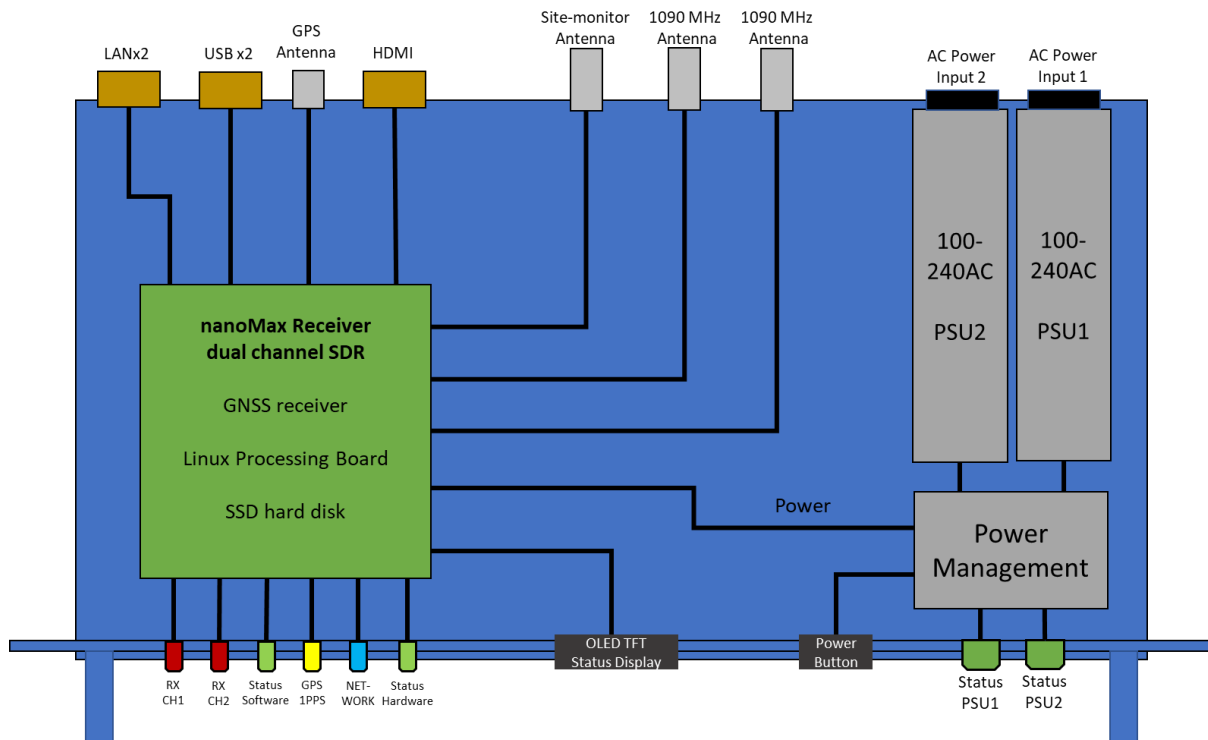 LANx2
USB x2
GPS
Antenna
HDMI
Site-monitor
Antenna
1090 MHz
Antenna
1090 MHz
Antenna
AC Power
Input 2
AC Power
Input 1
100-
240AC
PSU2
100-
240AC
PSU1
nanoMax Receiver
dual channel SDR
GNSS receiver
Linux Processing Board
SSD hard disk
Power
Power
Management
OLED TFT
Status Display
Power
Button
RX
CH1
RX
CH2
Status
Software
GPS
1PPS
NET-
WORK
Status
Hardware
Status
PSU1
Status
PSU2